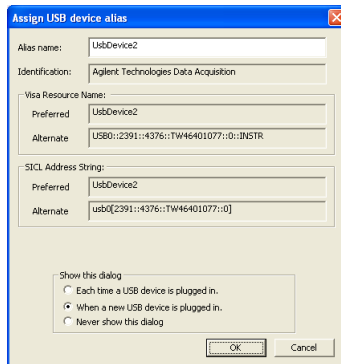 Assign USB device alias
Alias name: UsbDevice2
Identification: Agilent Technologies Data Acquisition
Visa Resource Name:
Preferred UsbDevice2
Alternate USB0::2391::4376::TW46401077::0::INSTR
SICL Address String:
Preferred UsbDevice2
Alternate usb0[2391::4376::TW46401077::0]
Show this dialog
Each time a USB device is plugged in.
When a new USB device is plugged in.
Never show this dialog
OK Cancel